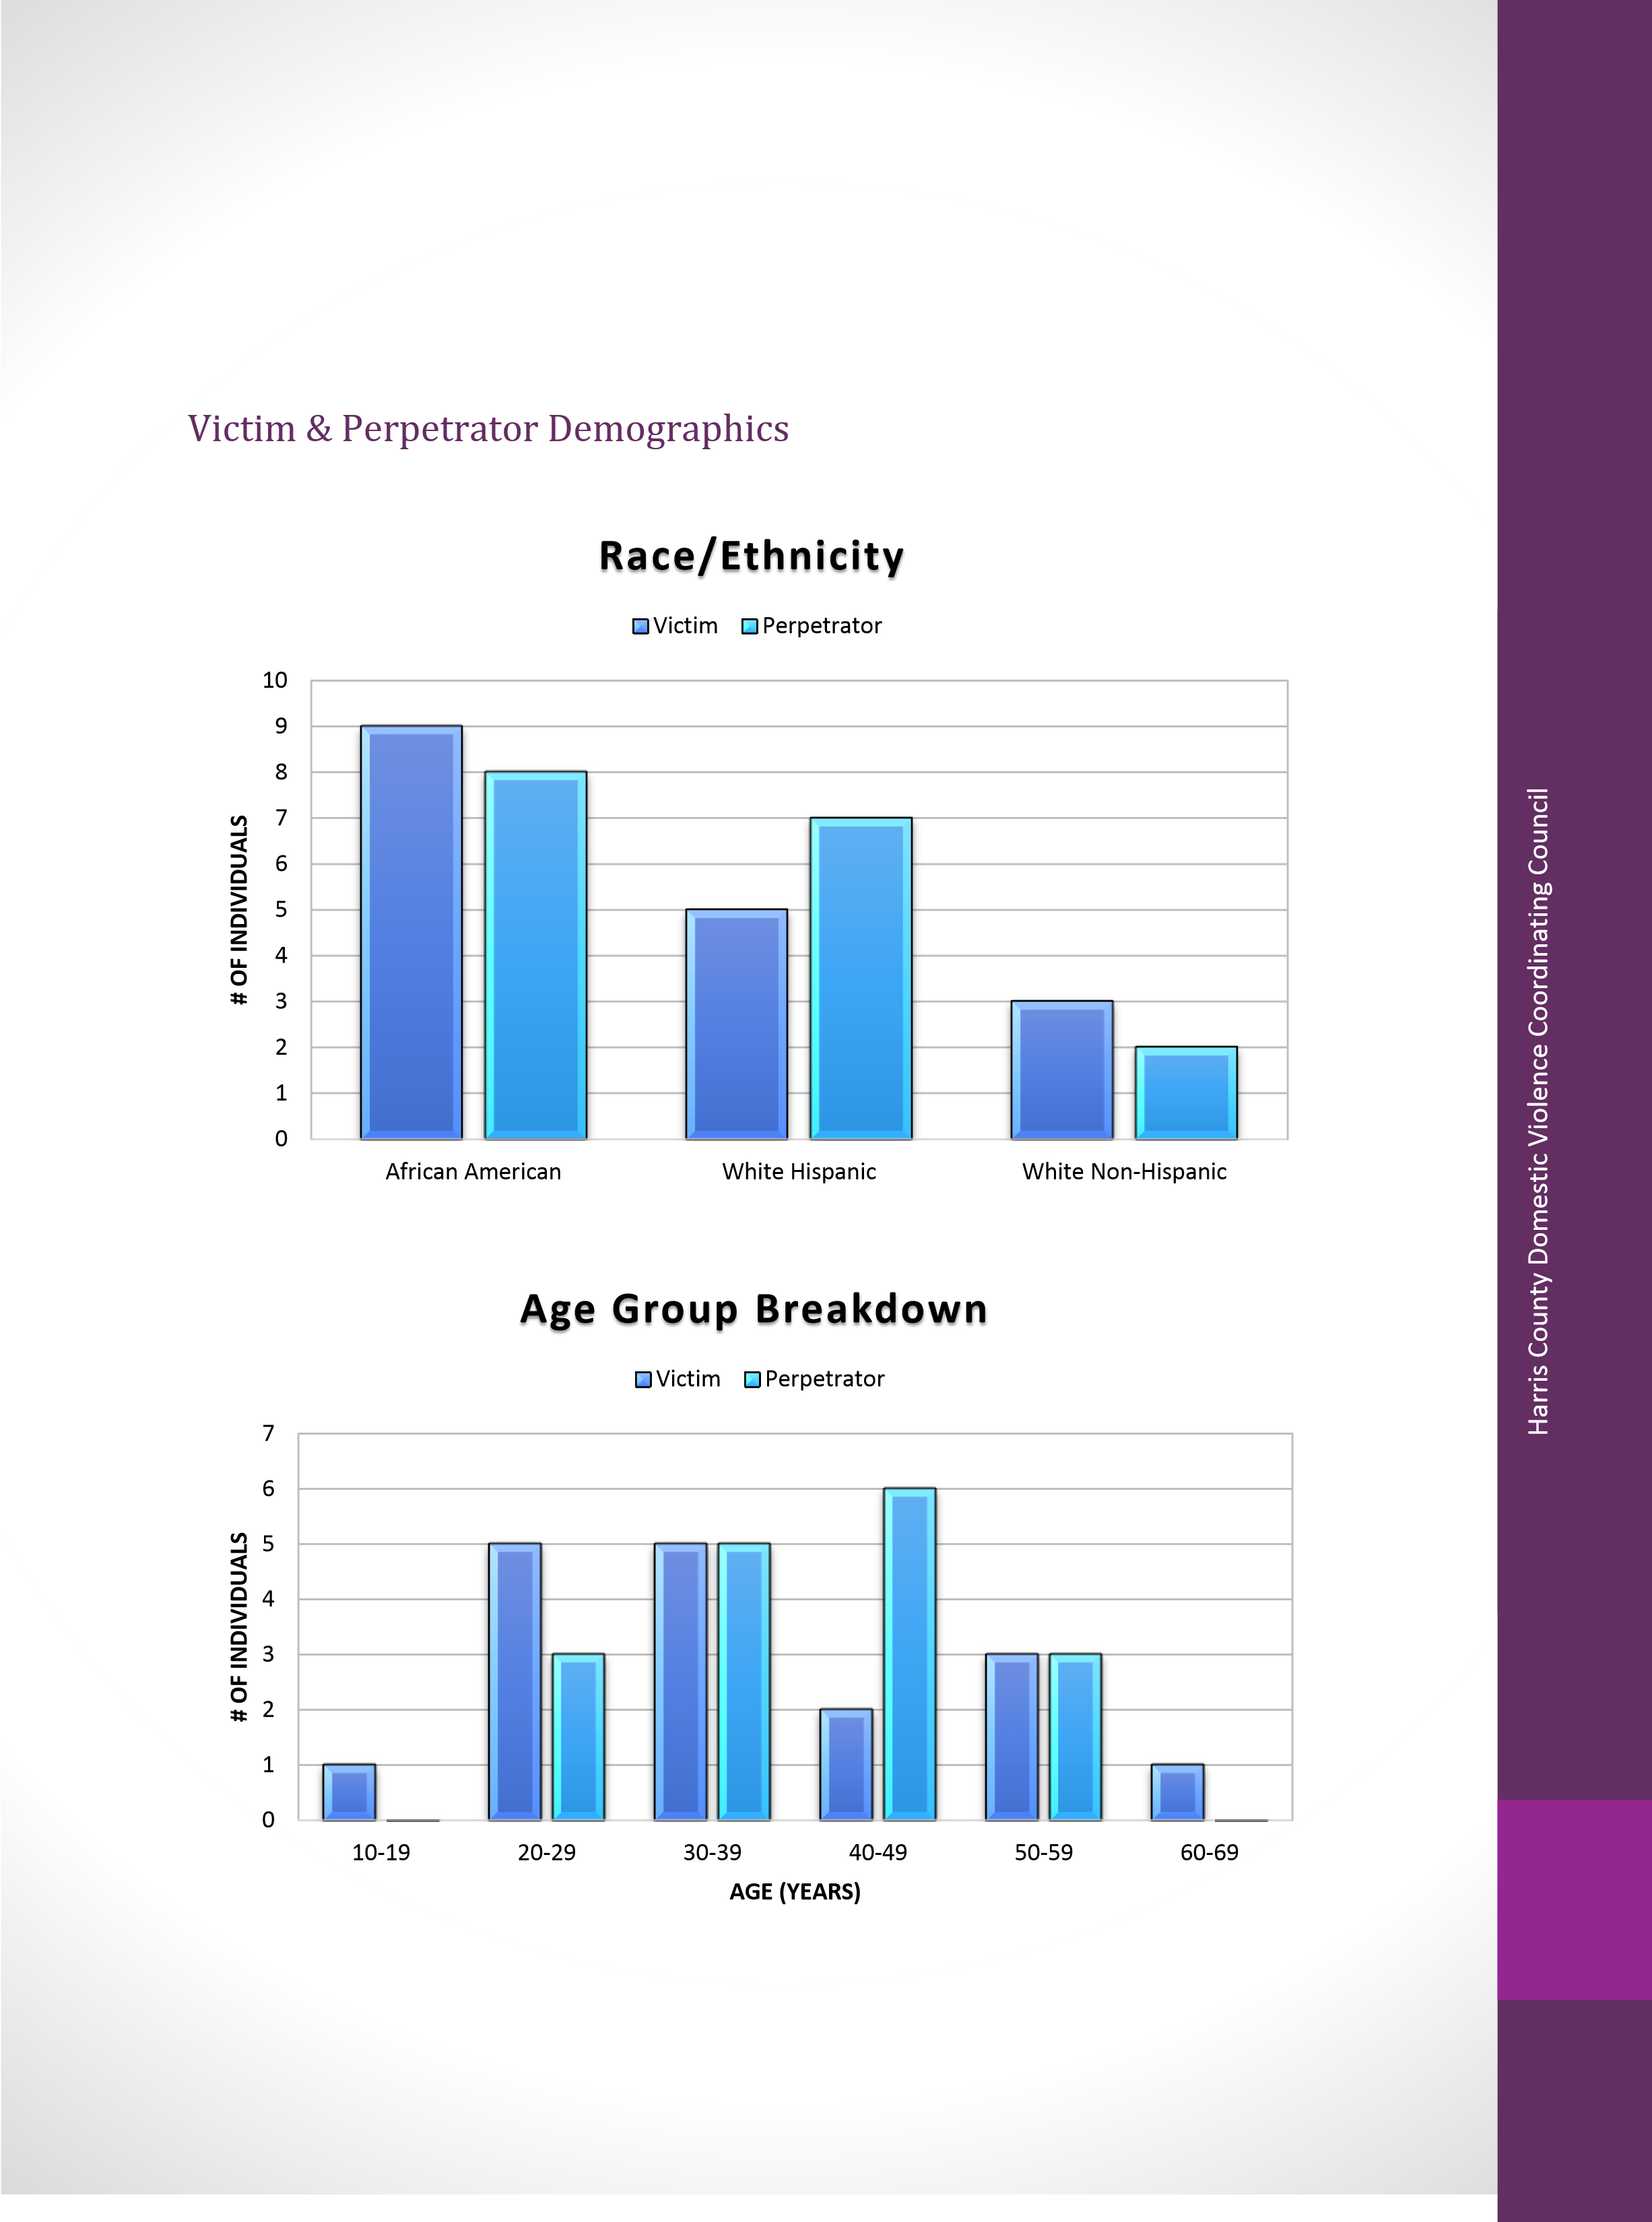 Victim & Perpetrator Demographics
Race/Ethnicity
Victim Perpetrator
10
9
8
7
6
5
4
3
2
1
0
# OF INDIVIDUALS
African American White Hispanic White Non-Hispanic
Age Group Breakdown
Victim Perpetrator
7
6
5
4
3
2
1
0
# OF INDIVIDUALS
10-19 20-29 30-39 40-49 50-59 60-69
AGE (YEARS)
Harris County Domestic Violence Coordinating Council